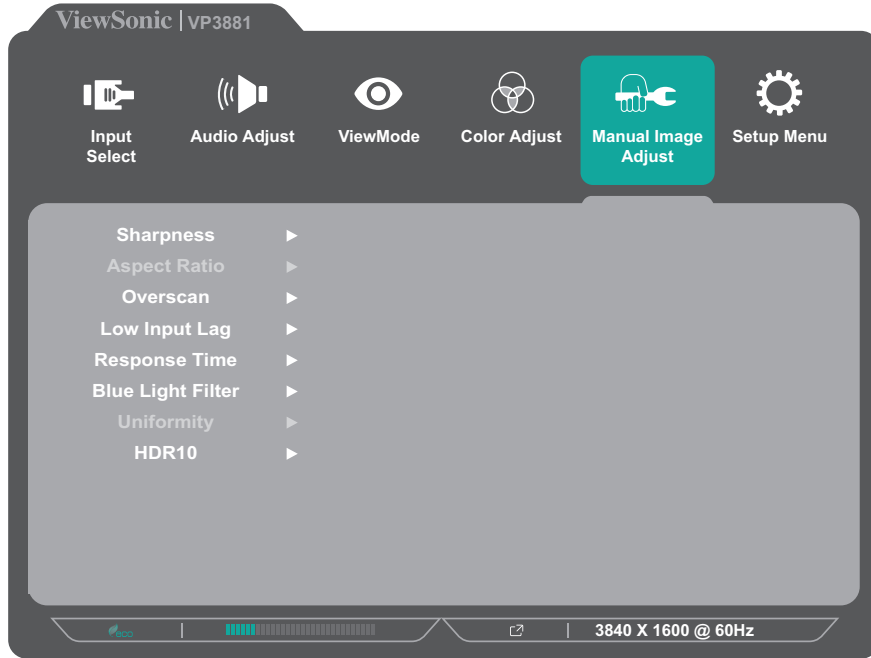 ViewSonic | VP3881
Input Select
Audio Adjust
ViewMode
Color Adjust
Manual Image Adjust
Setup Menu
Sharpness
Aspect Ratio
Overscan
Low Input Lag
Response Time
Blue Light Filter
Uniformity
HDR10
eco
3840 X 1600 @ 60Hz